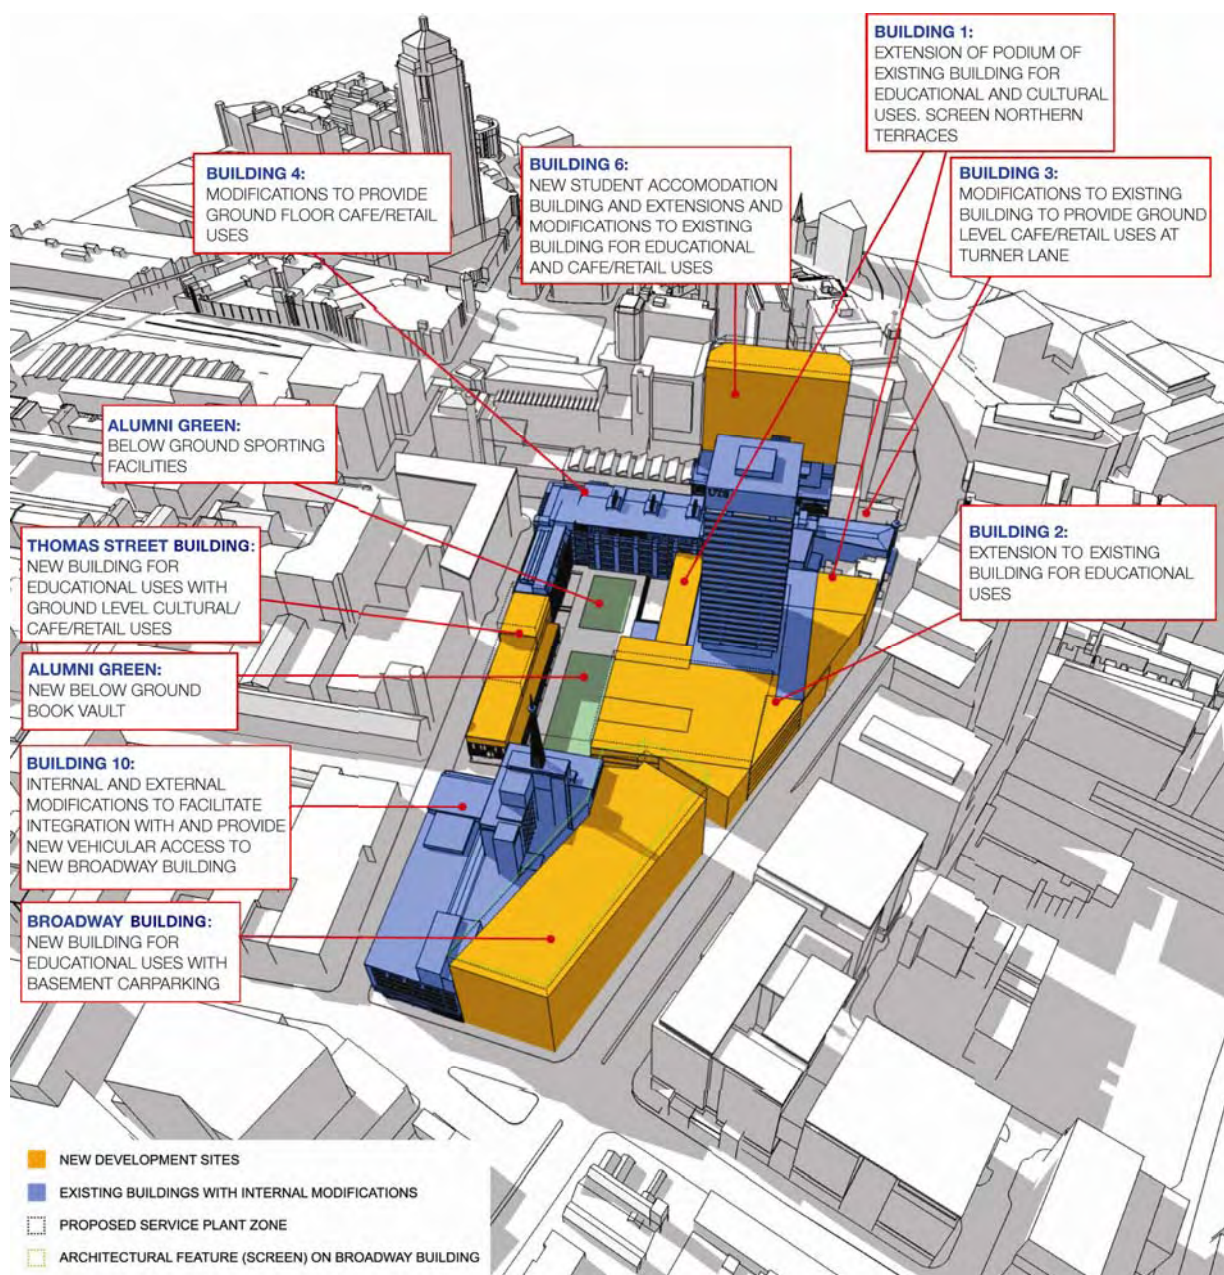 BUILDING 1:
EXTENSION OF PODIUM OF
EXISTING BUILDING FOR
EDUCATIONAL AND CULTURAL
USES. SCREEN NORTHERN
TERRACES
BUILDING 4:
MODIFICATIONS TO PROVIDE
GROUND FLOOR CAFE/RETAIL
USES
BUILDING 6:
NEW STUDENT ACCOMODATION
BUILDING AND EXTENSIONS AND
MODIFICATIONS TO EXISTING
BUILDING FOR EDUCATIONAL
AND CAFE/RETAIL USES
BUILDING 3:
MODIFICATIONS TO EXISTING
BUILDING TO PROVIDE GROUND
LEVEL CAFE/RETAIL USES AT
TURNER LANE
ALUMNI GREEN:
BELOW GROUND SPORTING
FACILITIES
UTS
BUILDING 2:
EXTENSION TO EXISTING
BUILDING FOR EDUCATIONAL
USES
THOMAS STREET BUILDING:
NEW BUILDING FOR
EDUCATIONAL USES WITH
GROUND LEVEL CULTURAL/
CAFE/RETAIL USES
ALUMNI GREEN:
NEW BELOW GROUND
BOOK VAULT
BUILDING 10:
INTERNAL AND EXTERNAL
MODIFICATIONS TO FACILITATE
INTEGRATION WITH AND PROVIDE
NEW VEHICULAR ACCESS TO
NEW BROADWAY BUILDING
BROADWAY BUILDING:
NEW BUILDING FOR
EDUCATIONAL USES WITH
BASEMENT CARPARKING
NEW DEVELOPMENT SITES
EXISTING BUILDINGS WITH INTERNAL MODIFICATIONS
PROPOSED SERVICE PLANT ZONE
ARCHITECTURAL FEATURE (SCREEN) ON BROADWAY BUILDING